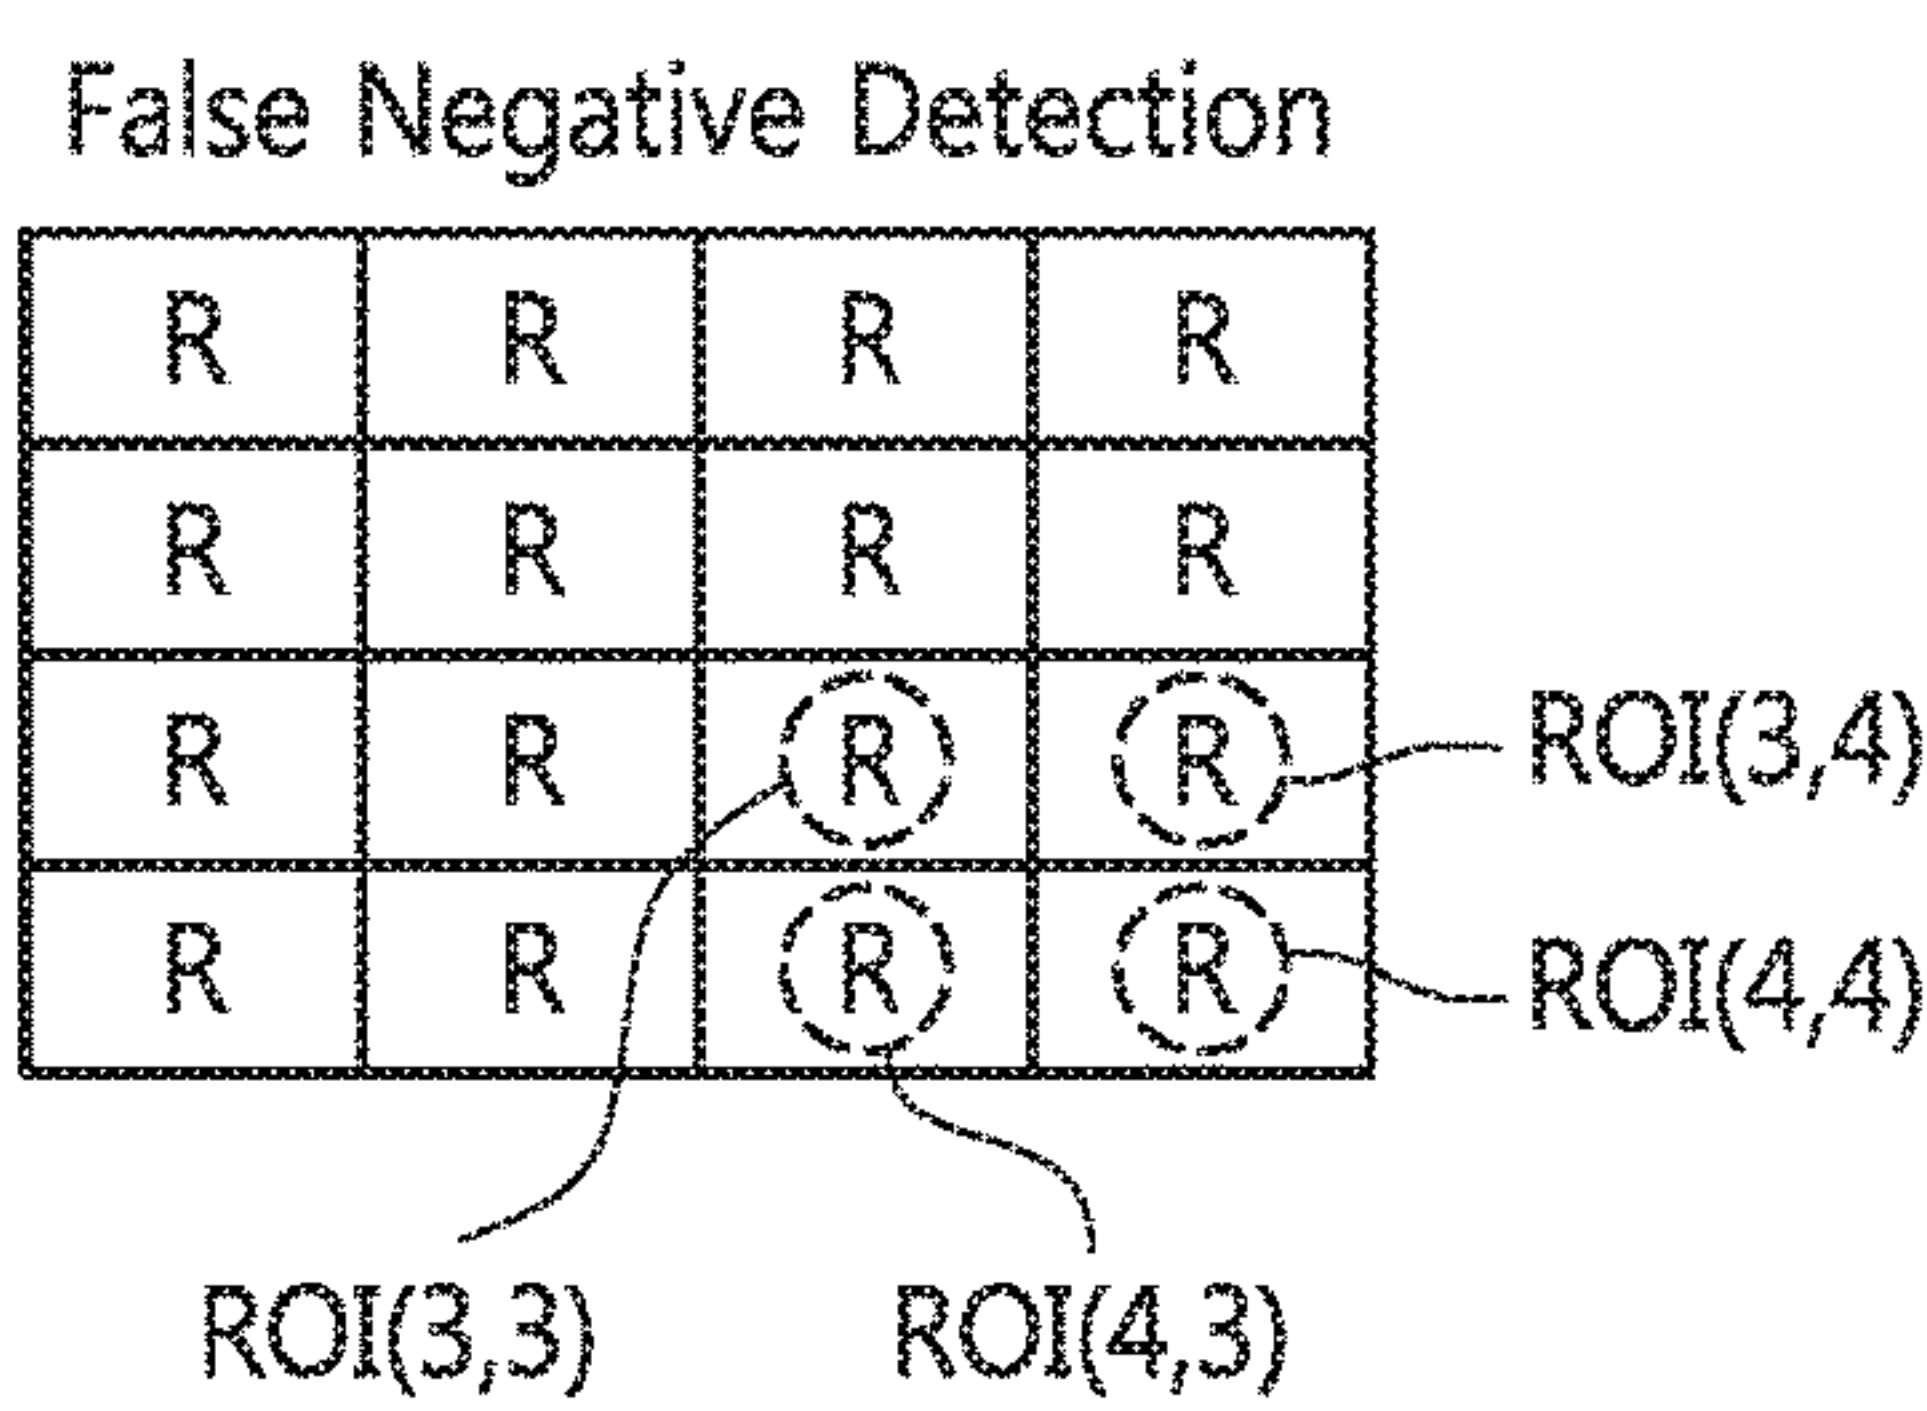 False Negative Detection
R R R R
R R R R
R R R R ROI(3,4)
R R R R ROI(4,4)
ROI(3,3) ROI(4,3)